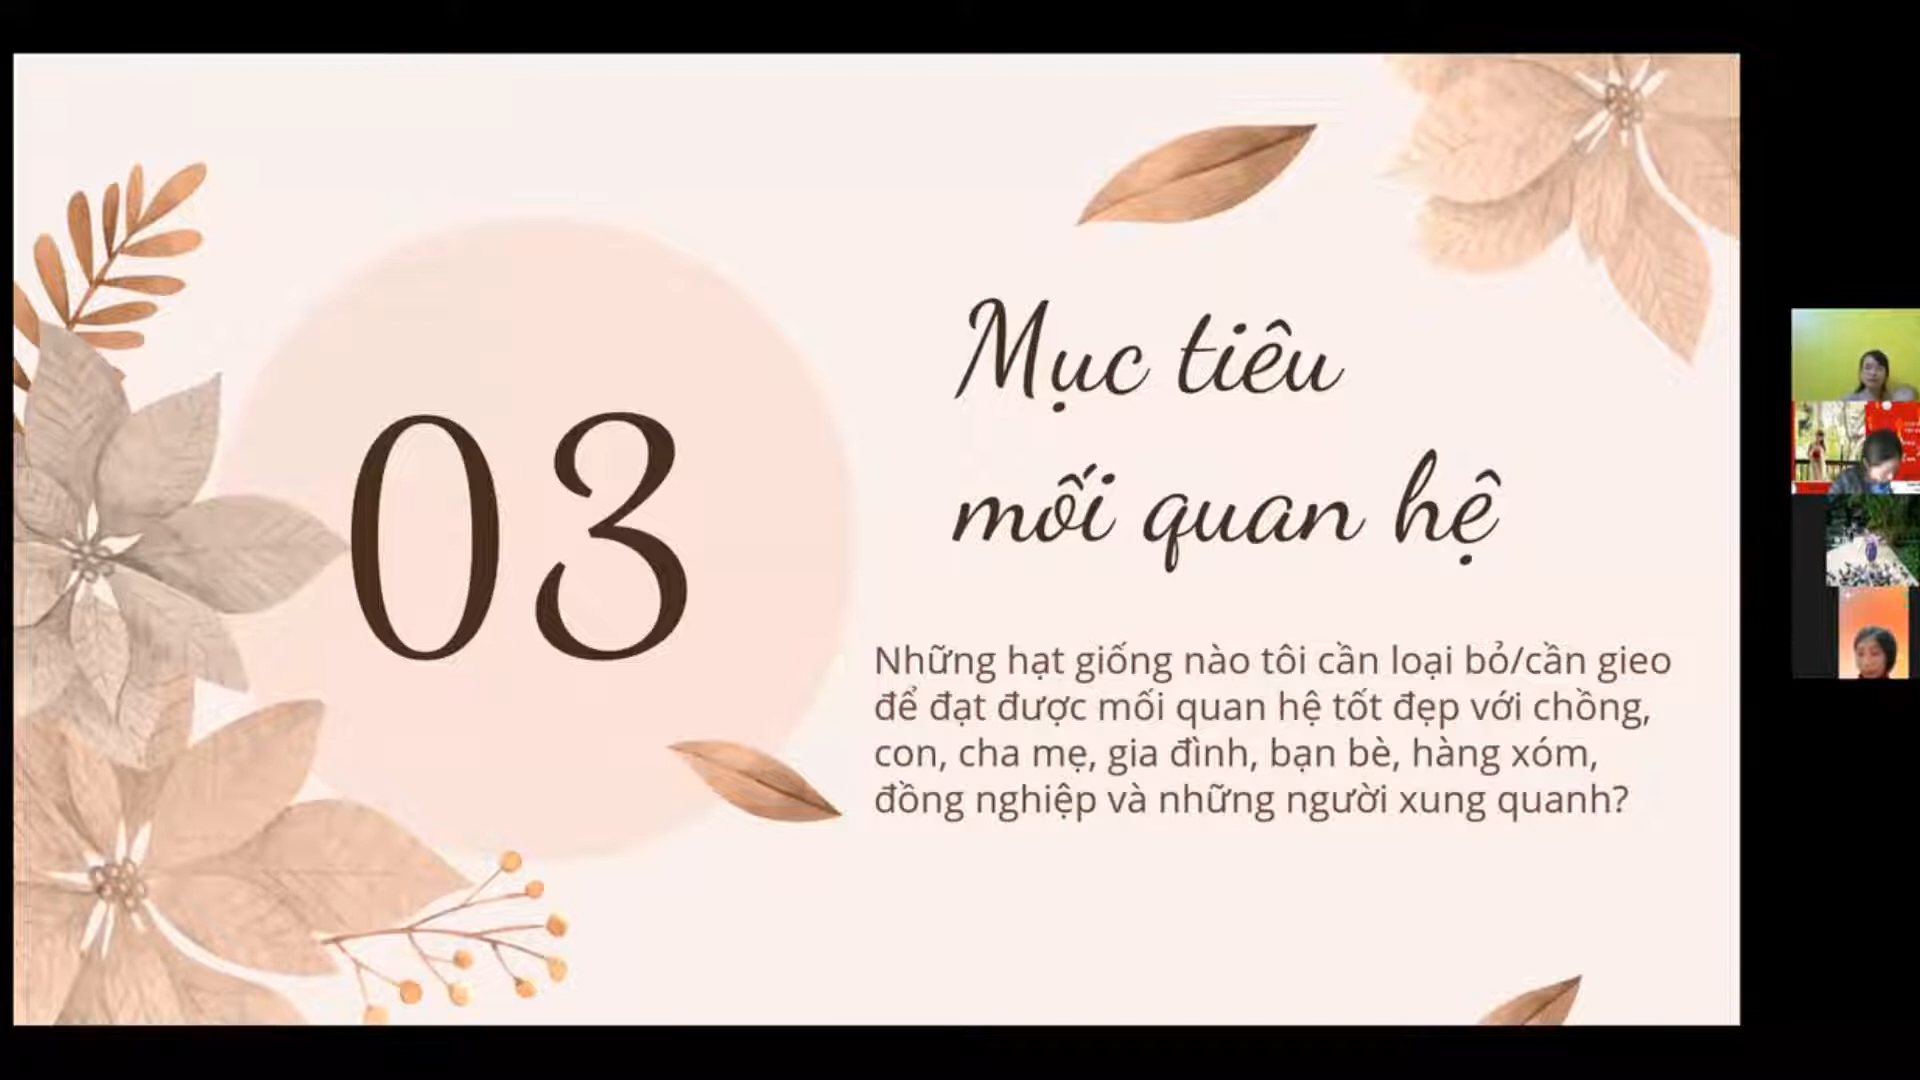 03
Mục tiêu
mối quan hệ
Những hạt giống nào tôi cần loại bỏ/cần gieo
để đạt được mối quan hệ tốt đẹp với chồng,
con, cha mẹ, gia đình, bạn bè, hàng xóm,
đồng nghiệp và những người xung quanh?